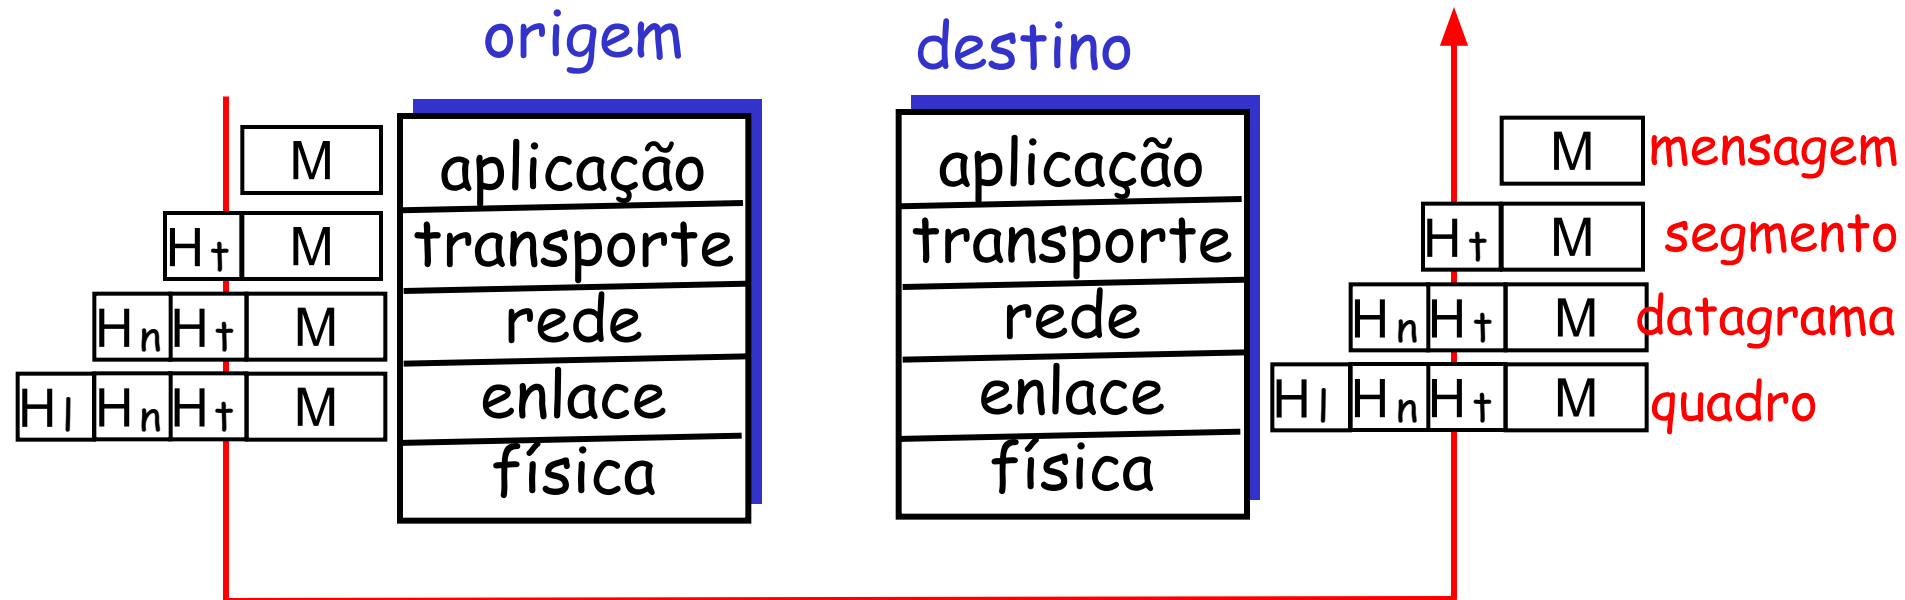 origem destino
M aplicação aplicação M mensagem
Ht M transporte transporte Ht M segmento
Hn Ht M rede rede Hn Ht M datagrama
Hl Hn Ht M enlace enlace Hl Hn Ht M quadro
física física